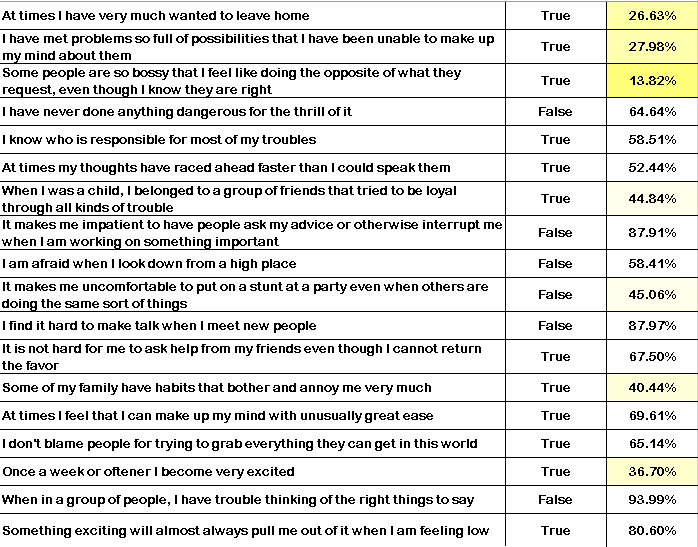 At times I have very much wanted to leave home True 26.63%
I have met problems so full of possibilities that I have been unable to make up
my mind about them True 27.98%
Some people are so bossy that I feel like doing the opposite of what they
request, even though I know they are right True 13.82%
I have never done anything dangerous for the thrill of it False 64.64%
I know who is responsible for most of my troubles True 58.51%
At times my thoughts have raced ahead faster than I could speak them True 52.44%
When I was a child, I belonged to a group of friends that tried to be loyal
through all kinds of trouble True 44.84%
It makes me impatient to have people ask my advice or otherwise interrupt me
when I am working on something important False 87.91%
I am afraid when I look down from a high place False 58.41%
It makes me uncomfortable to put on a stunt at a party even when others are
doing the same sort of things False 45.06%
I find it hard to make talk when I meet new people False 87.97%
It is not hard for me to ask help from my friends even though I cannot return
the favor True 67.50%
Some of my family have habits that bother and annoy me very much True 40.44%
At times I feel that I can make up my mind with unusually great ease True 69.61%
I don't blame people for trying to grab everything they can get in this world True 65.14%
Once a week or oftener I become very excited True 36.70%
When in a group of people, I have trouble thinking of the right things to say False 93.99%
Something exciting will almost always pull me out of it when I am feeling low True 80.60%